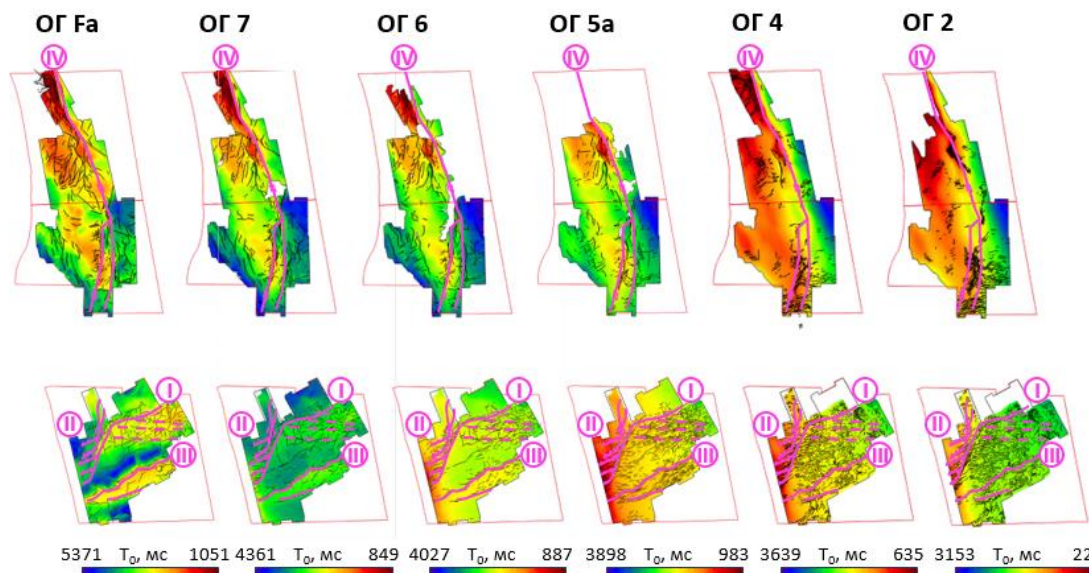 ОГ Fa ОГ 7 ОГ 6 ОГ 5a ОГ 4 ОГ 2
IV IV IV IV IV IV
I I I I I I
II II II II II II
III III III III III III
5371 T₀, мс 1051 4361 T₀, мс 849 4027 T₀, мс 887 3898 T₀, мс 983 3639 T₀, мс 635 3153 T₀, мс